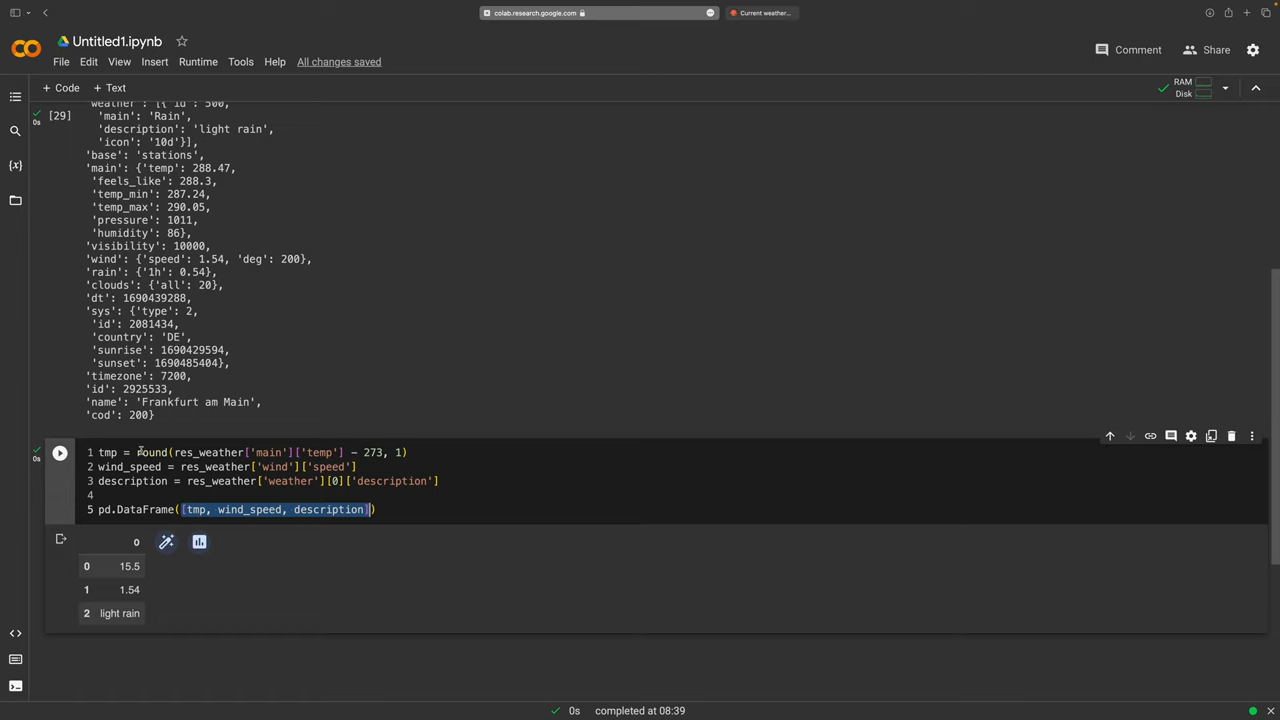 colab.research.google.com
Current weather...
Untitled1.ipynb
File Edit View Insert Runtime Tools Help All changes saved
Comment Share
+ Code + Text
RAM
Disk
weather': [{'id': 500,
[29]
0s
'main': 'Rain',
'description': 'light rain',
'icon': '10d'}],
'base': 'stations',
'main': {'temp': 288.47,
'feels_like': 288.3,
'temp_min': 287.24,
'temp_max': 290.05,
'pressure': 1011,
'humidity': 86},
'visibility': 10000,
'wind': {'speed': 1.54, 'deg': 200},
'rain': {'1h': 0.54},
'clouds': {'all': 20},
'dt': 1690439288,
'sys': {'type': 2,
'id': 2081434,
'country': 'DE',
'sunrise': 1690429594,
'sunset': 1690485404},
'timezone': 7200,
'id': 2925533,
'name': 'Frankfurt am Main',
'cod': 200}
0s
1 tmp = round(res_weather['main']['temp'] - 273, 1)
2 wind_speed = res_weather['wind']['speed']
3 description = res_weather['weather'][0]['description']
4
5 pd.DataFrame([tmp, wind_speed, description])
0
0 15.5
1 1.54
2 light rain
0s completed at 08:39